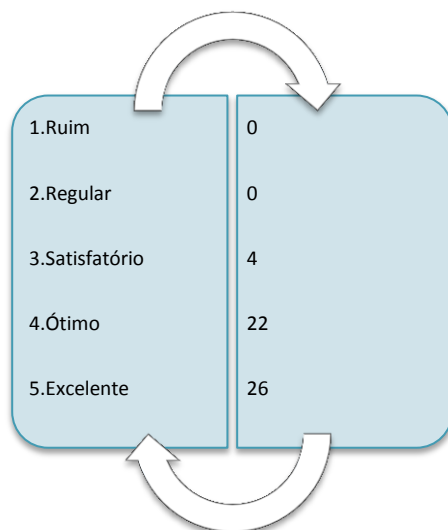 1.Ruim 0
2.Regular 0
3.Satisfatório 4
4.Ótimo 22
5.Excelente 26